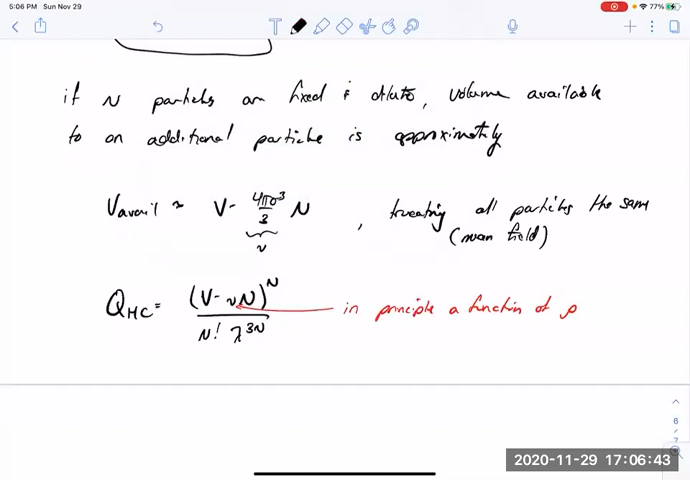 5:06 PM Sun Nov 29
77%
if N particles are fixed & dilute, volume available
to an additional particle is approximately
V_avail ≈ V - 4πσ³/3 N , treating all particles the same
v (mean field)
Q_HC = (V - vN)^N / N! λ^3N in principle a function of ρ
6
/
7
2020-11-29 17:06:43